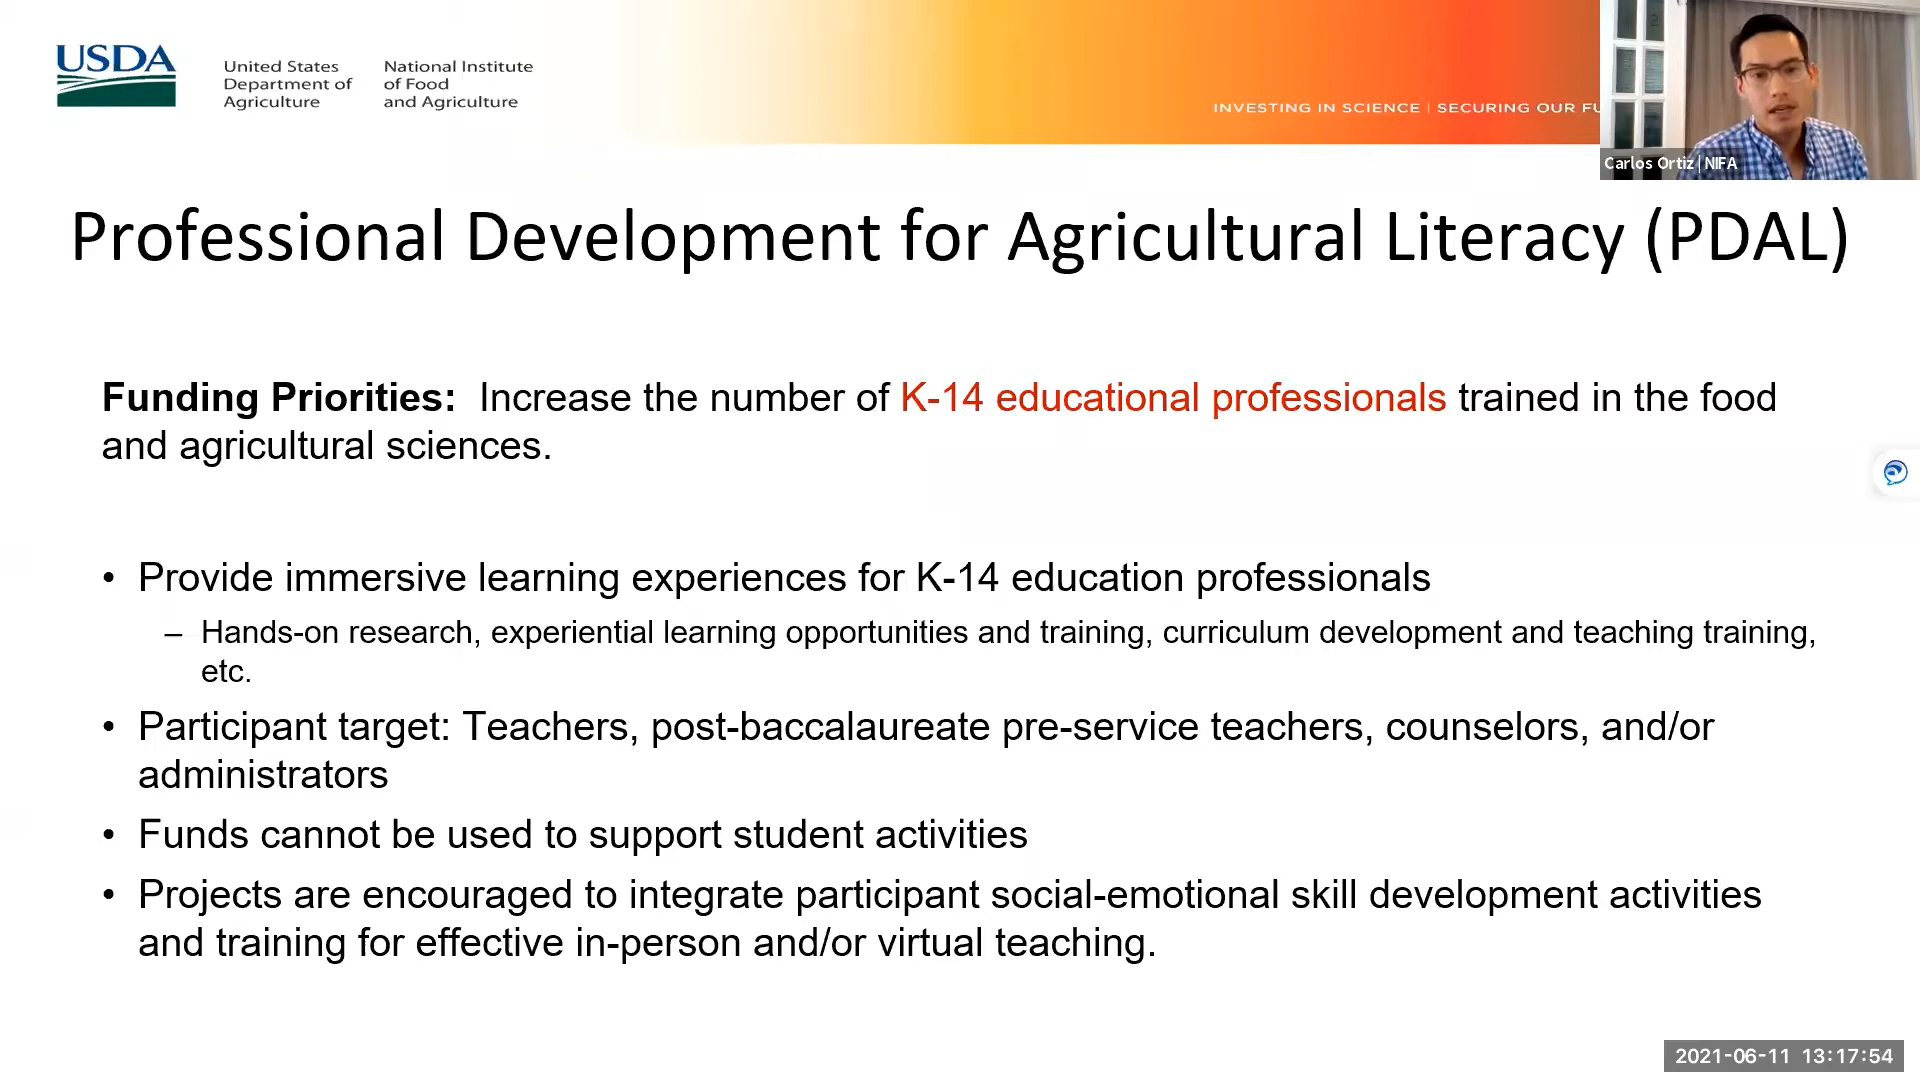 USDA
United States
Department of
Agriculture
National Institute
of Food
and Agriculture
INVESTING IN SCIENCE | SECURING OUR
Carlos Ortiz | NIFA
Professional Development for Agricultural Literacy (PDAL)
Funding Priorities: Increase the number of K-14 educational professionals trained in the food
and agricultural sciences.
• Provide immersive learning experiences for K-14 education professionals
– Hands-on research, experiential learning opportunities and training, curriculum development and teaching training,
etc.
• Participant target: Teachers, post-baccalaureate pre-service teachers, counselors, and/or
administrators
• Funds cannot be used to support student activities
• Projects are encouraged to integrate participant social-emotional skill development activities
and training for effective in-person and/or virtual teaching.
2021-06-11 13:17:54